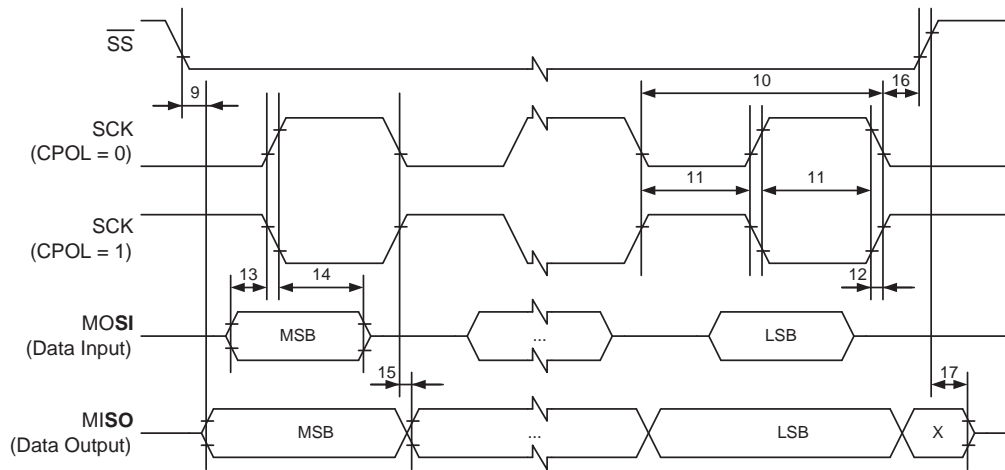 SS
10
16
9
SCK
(CPOL = 0)
11
11
SCK
(CPOL = 1)
13
14
12
MOSI
(Data Input)
MSB
...
LSB
15
17
MISO
(Data Output)
MSB
...
LSB
X